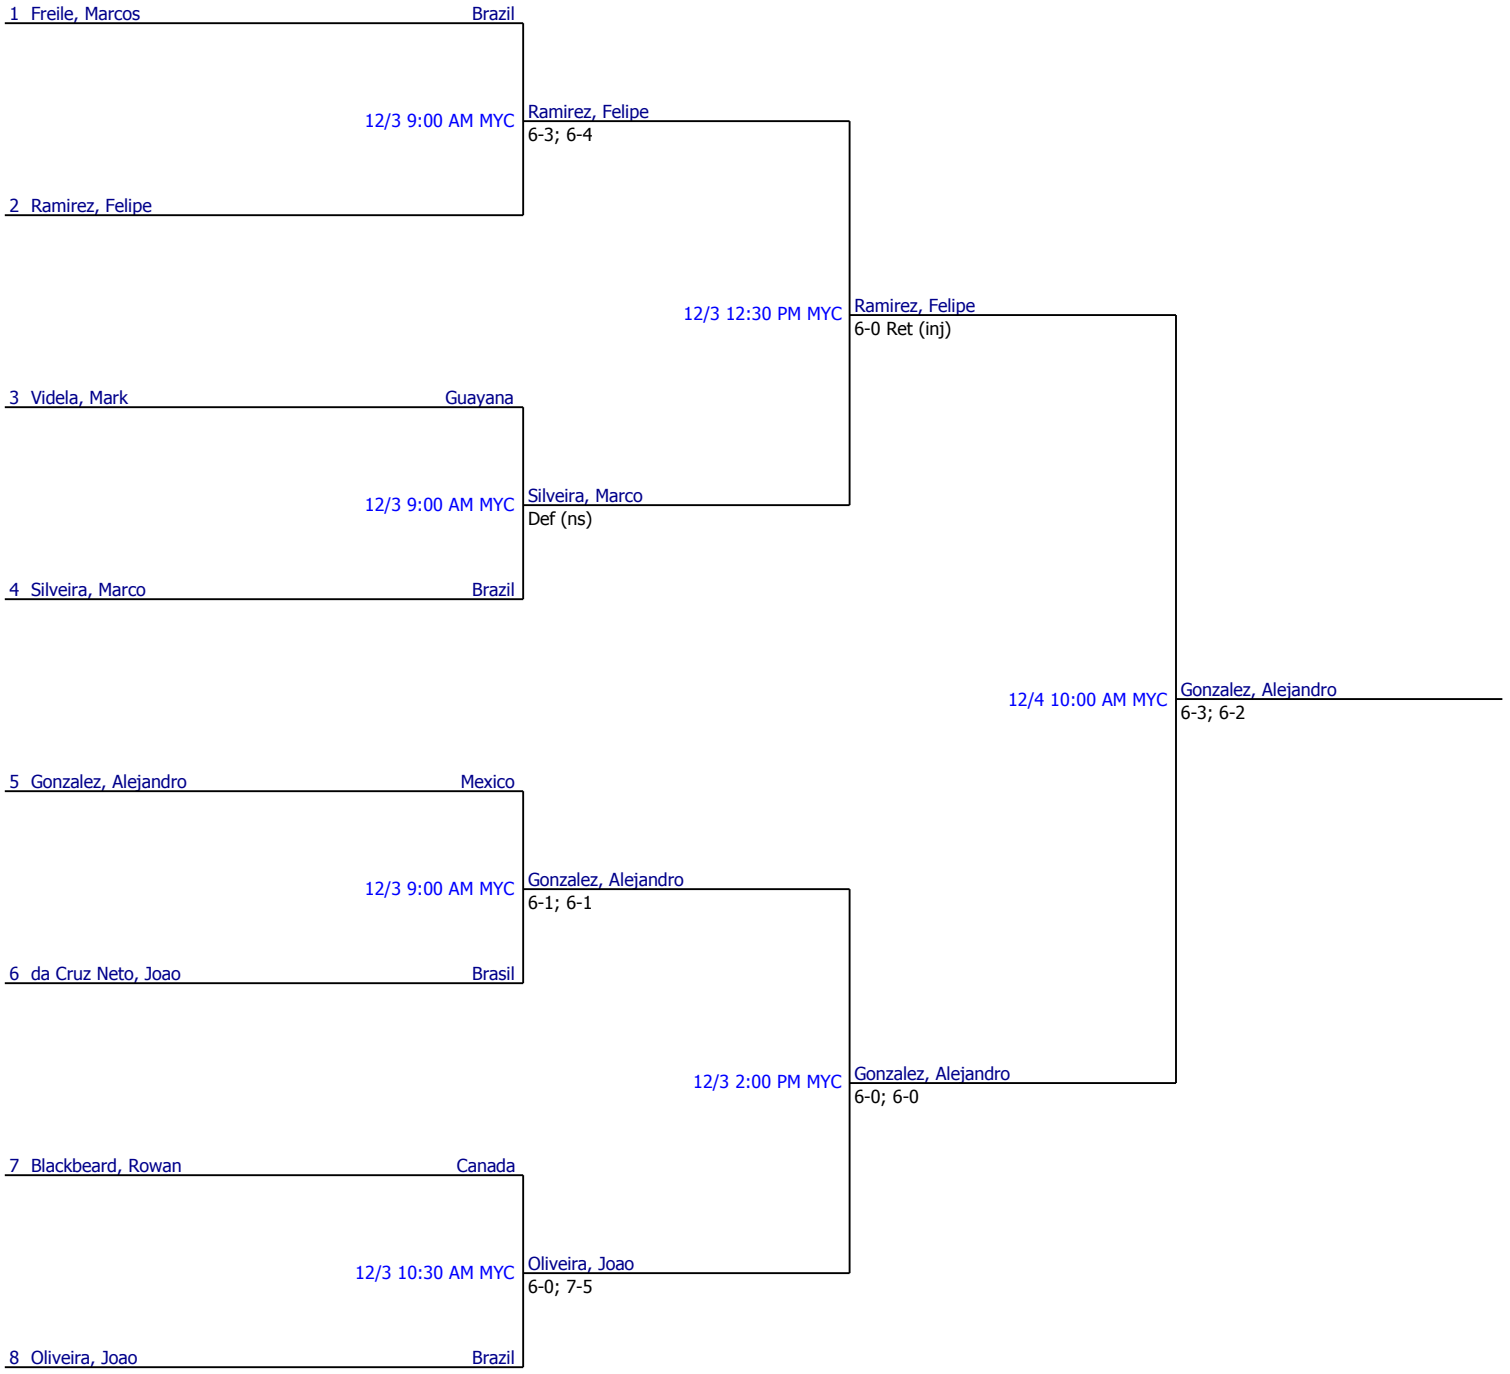 1 Freile, Marcos Brazil
12/3 9:00 AM MYC
Ramirez, Felipe
6-3; 6-4
2 Ramirez, Felipe
12/3 12:30 PM MYC
Ramirez, Felipe
6-0 Ret (inj)
3 Videla, Mark Guayana
12/3 9:00 AM MYC
Silveira, Marco
Def (ns)
4 Silveira, Marco Brazil
12/4 10:00 AM MYC
Gonzalez, Alejandro
6-3; 6-2
5 Gonzalez, Alejandro Mexico
12/3 9:00 AM MYC
Gonzalez, Alejandro
6-1; 6-1
6 da Cruz Neto, Joao Brasil
12/3 2:00 PM MYC
Gonzalez, Alejandro
6-0; 6-0
7 Blackbeard, Rowan Canada
12/3 10:30 AM MYC
Oliveira, Joao
6-0; 7-5
8 Oliveira, Joao Brazil